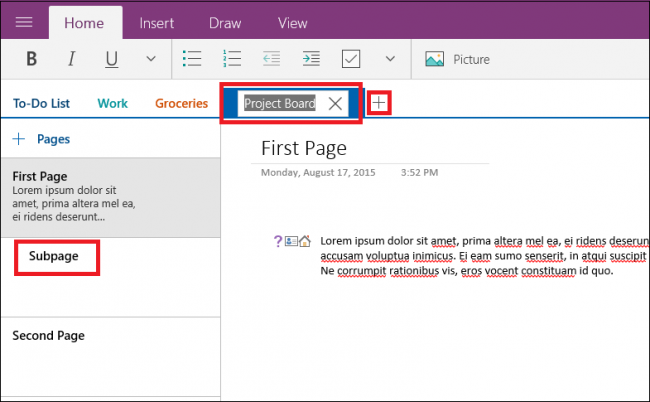 Home Insert Draw View
B I U Picture
To-Do List Work Groceries Project Board
+ Pages
First Page
Lorem ipsum dolor sit
amet, prima altera mel ea,
ei ridens deserunt...
Subpage
Second Page
First Page
Monday, August 17, 2015 3:52 PM
Lorem ipsum dolor sit amet, prima altera mel ea, ei ridens deserun
accusam voluptua inimicus. Ei eam sumo senserit, in atqui suscipit
Ne corrumpit rationibus vis, eros vocent constituam id quo.